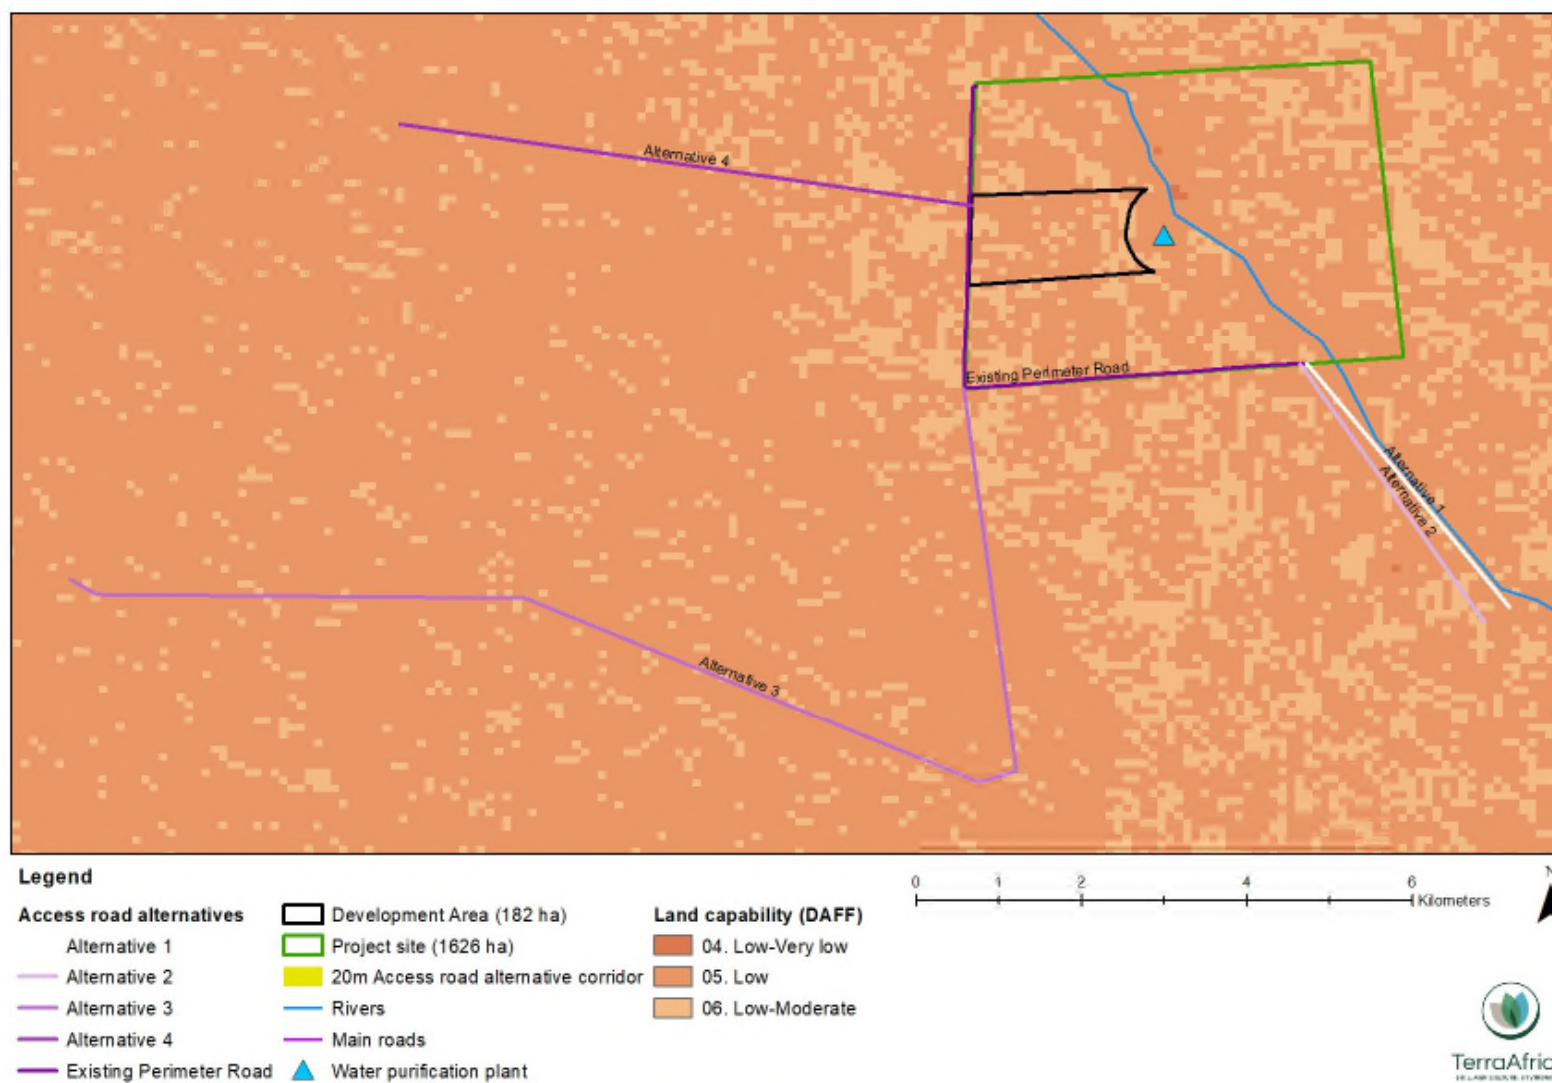 Alternative 4
Existing Perimeter Road
Alternative 1
Alternative 2
Alternative 3
Legend
Access road alternatives
Alternative 1
Alternative 2
Alternative 3
Alternative 4
Existing Perimeter Road
Development Area (182 ha)
Project site (1626 ha)
20m Access road alternative corridor
Rivers
Main roads
Water purification plant
Land capability (DAFF)
04. Low-Very low
05. Low
06. Low-Moderate
0 1 2 4 6
Kilometers
N
TerraAfric